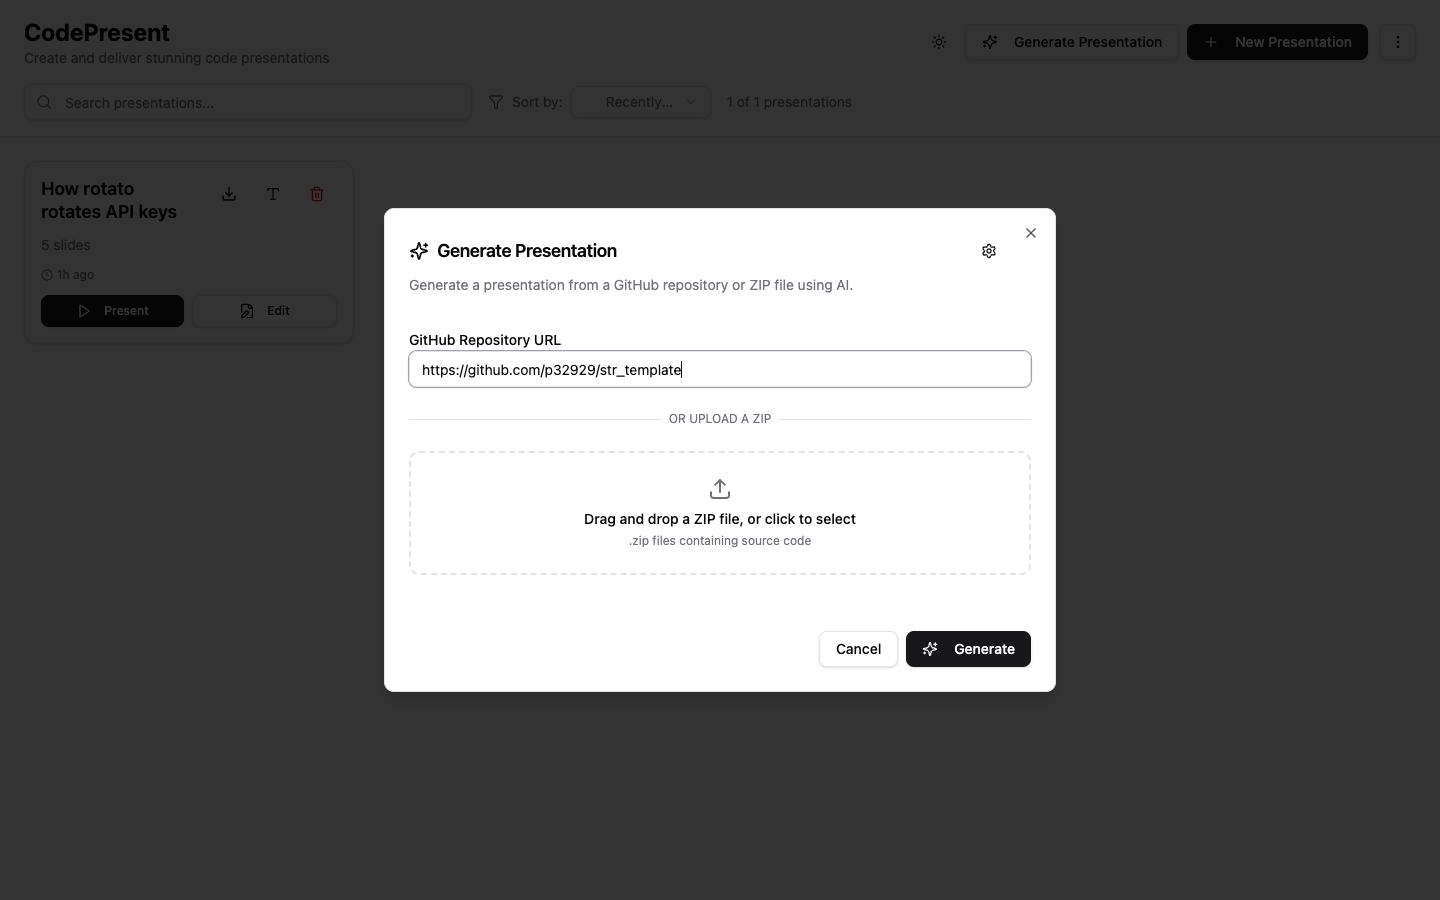 CodePresent
Create and deliver stunning code presentations
Generate Presentation
New Presentation
Search presentations...
Sort by:
Recently...
1 of 1 presentations
How rotato
rotates API keys
5 slides
1h ago
Present
Edit
Generate Presentation
Generate a presentation from a GitHub repository or ZIP file using AI.
GitHub Repository URL
https://github.com/p32929/str_template
OR UPLOAD A ZIP
Drag and drop a ZIP file, or click to select
.zip files containing source code
Cancel
Generate